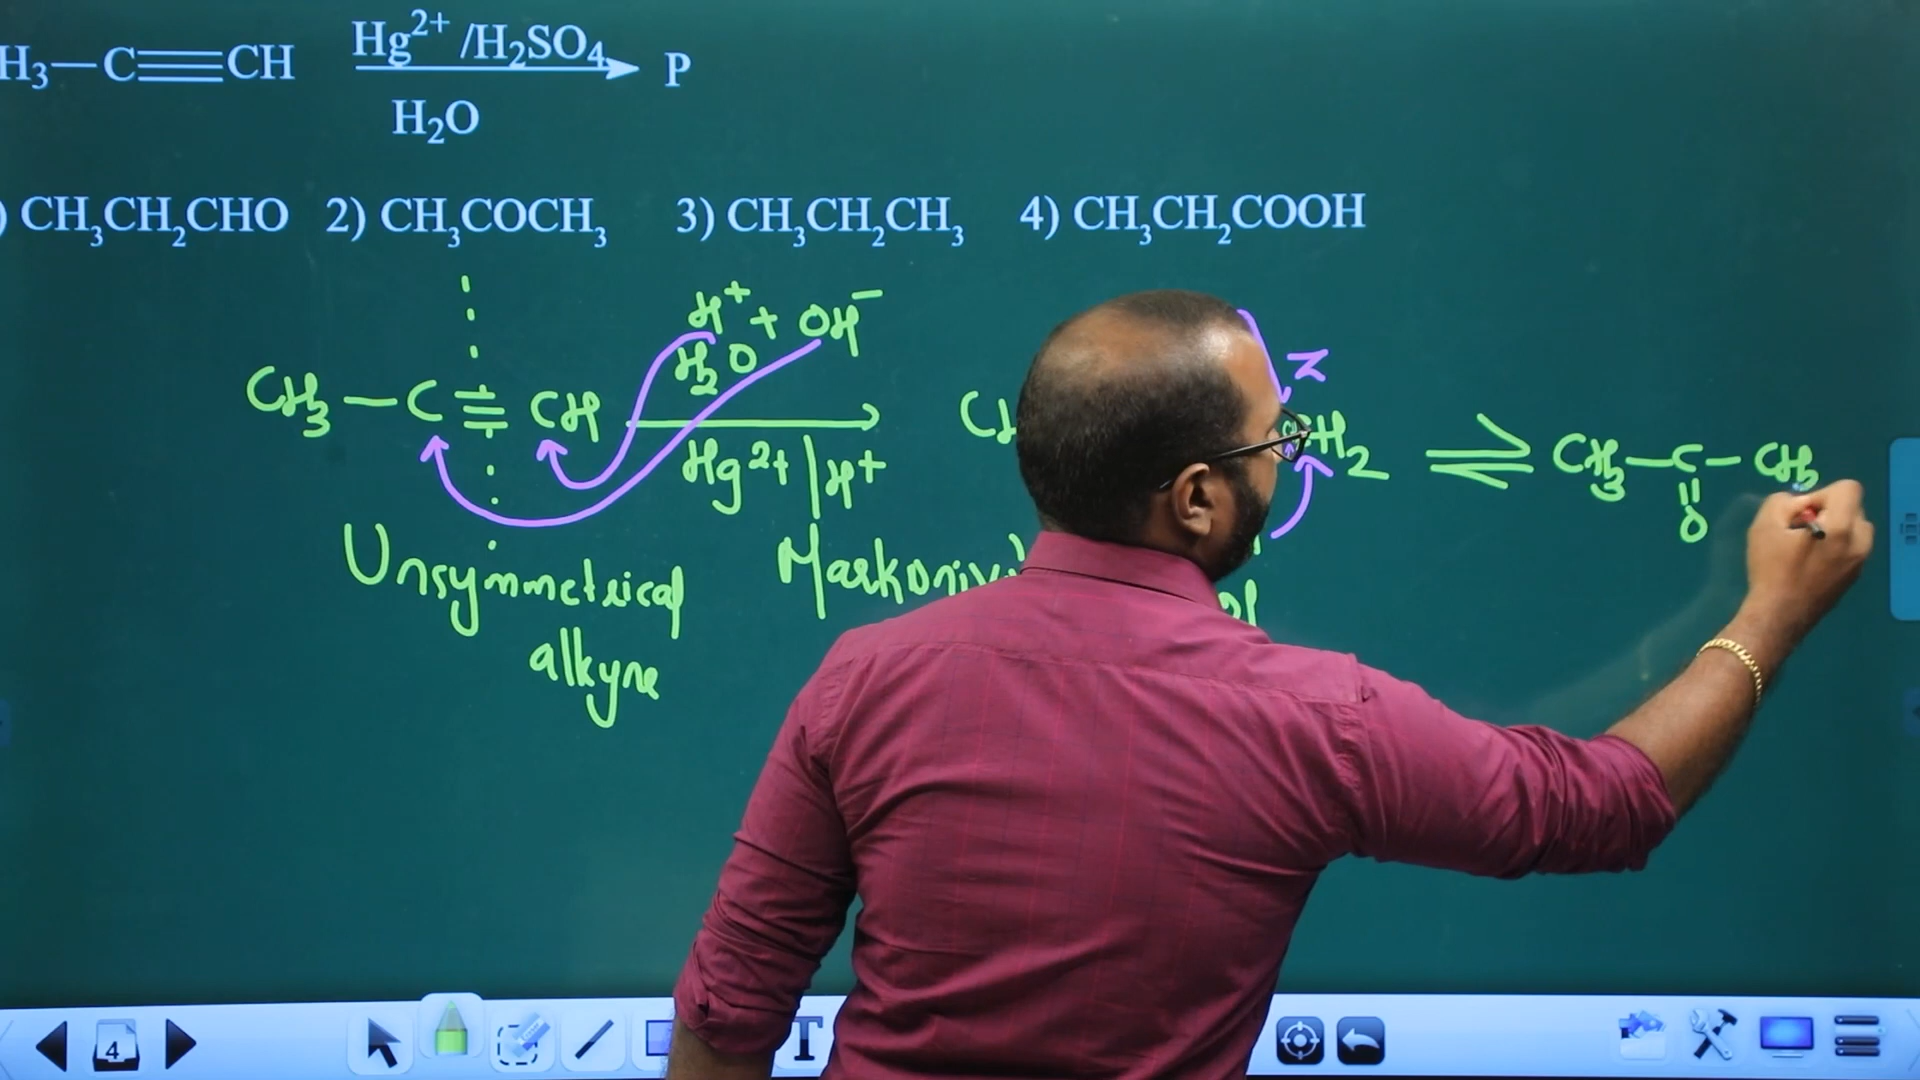 H₃—C≡CH Hg²⁺ /H₂SO₄ P
H₂O
) CH₃CH₂CHO 2) CH₃COCH₃ 3) CH₃CH₂CH₃ 4) CH₃CH₂COOH
H⁺ + OH⁻
H₂O
CH₃ — C ≡ CH H₂ ⇌ CH₃—C—CH₃
Hg²⁺ | H⁺ O
Unsymmetrical
alkyne
4 T